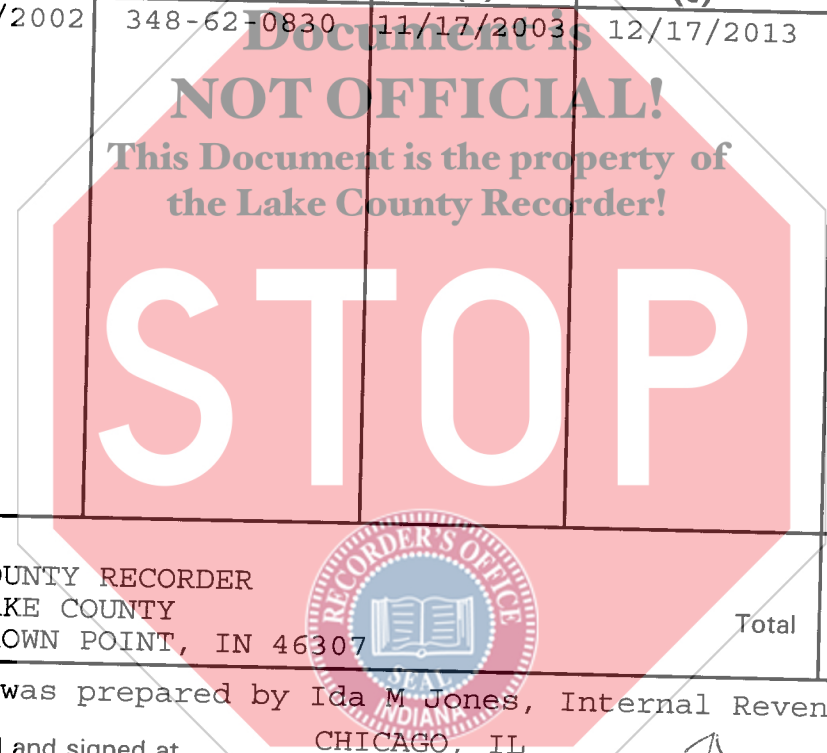 /2002 348-62-0830 11/17/2003 12/17/2013
Document is
NOT OFFICIAL!
This Document is the property of
the Lake County Recorder!
STOP
OUNTY RECORDER
AKE COUNTY
OWN POINT, IN 46307
Total
RECORDER'S OFFICE
SEAL
INDIANA
was prepared by Ida M Jones, Internal Reven
and signed at
CHICAGO, IL